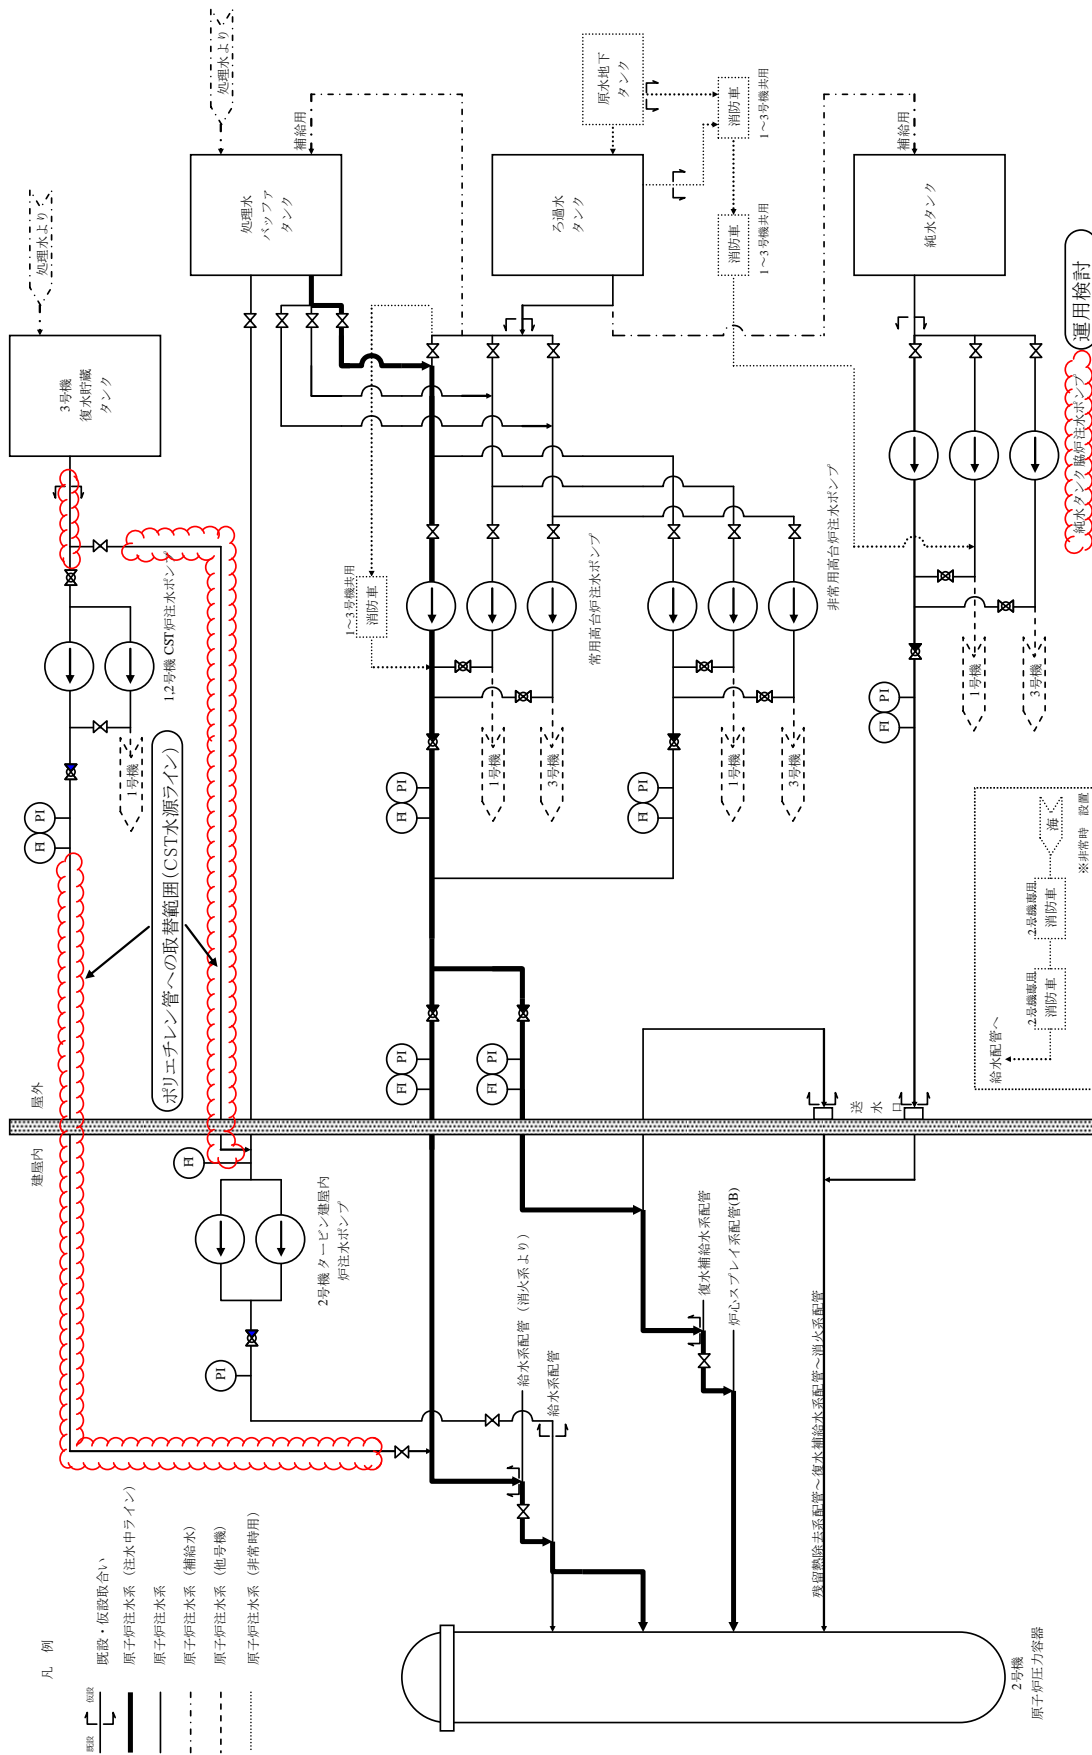 処理水より
処理水より
3号機
復水貯蔵
タンク
補給用
処理水
バッファ
タンク
ろ過水
タンク
原水地下
タンク
消防車
1～3号機共用
消防車
1～3号機共用
補給用
純水タンク
1,2号機 CST 炉注水ポンプ
1号機
PI
FI
1～3号機共用
消防車
常用高台炉注水ポンプ
1号機
3号機
PI
FI
非常用高台炉注水ポンプ
1号機
3号機
PI
FI
純水タンク脇炉注水ポンプ
運用検討
1号機
3号機
PI
FI
ポリエチレン管への取替範囲(CST水源ライン)
屋外
建屋内
PI
FI
PI
FI
送水口
海
2号機専用
消防車
2号機専用
消防車
給水配管へ
※非常時 設置
FI
2号機タービン建屋内
炉注水ポンプ
PI
給水系配管（消火系より）
給水系配管
復水補給水系配管
炉心スプレイ系配管(B)
残留熱除去系配管～復水補給水系配管～消火系配管
2号機
原子炉圧力容器
凡 例
既設 仮設
既設・仮設取合い
原子炉注水系（注水中ライン）
原子炉注水系
原子炉注水系（補給水）
原子炉注水系（他号機）
原子炉注水系（非常時用）